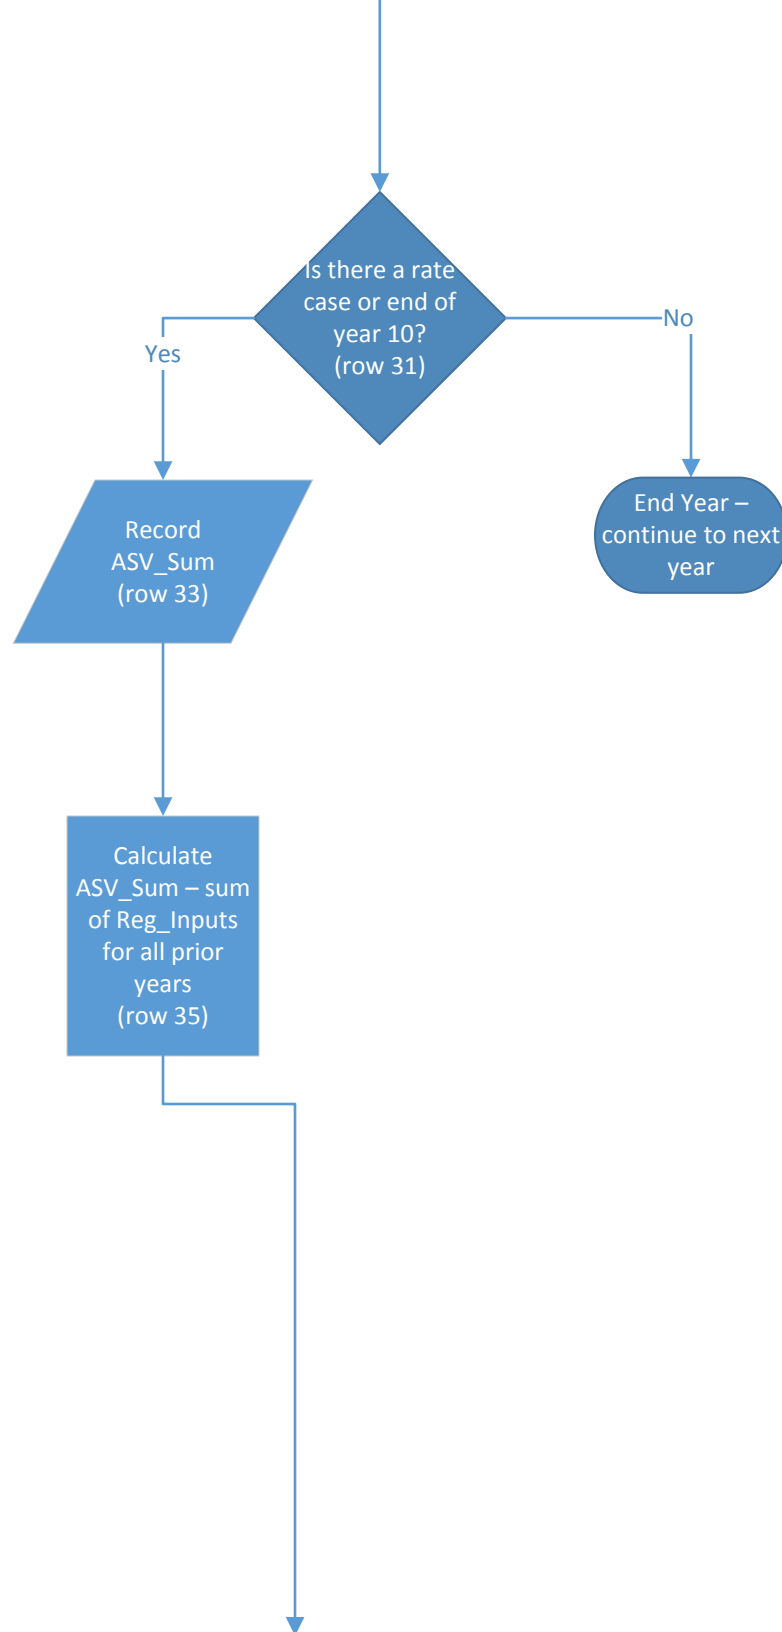 Is there a rate
case or end of
year 10?
(row 31)
Yes
No
Record
ASV_Sum
(row 33)
End Year –
continue to next
year
Calculate
ASV_Sum – sum
of Reg_Inputs
for all prior
years
(row 35)